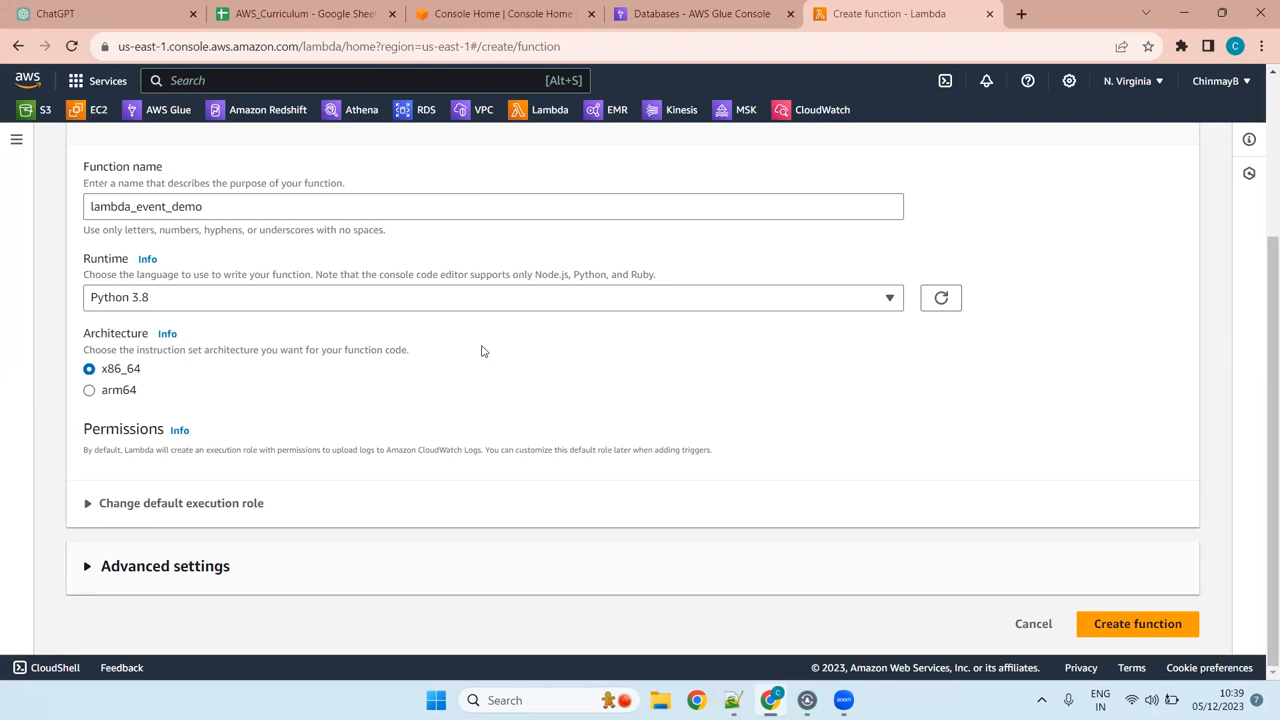 ChatGPT
AWS_Curriculum - Google Sheet
Console Home | Console Home
Databases - AWS Glue Console
Create function - Lambda
us-east-1.console.aws.amazon.com/lambda/home?region=us-east-1#/create/function
C
aws
Services
Search
[Alt+S]
N. Virginia
ChinmayB
S3
EC2
AWS Glue
Amazon Redshift
Athena
RDS
VPC
Lambda
EMR
Kinesis
MSK
CloudWatch
Function name
Enter a name that describes the purpose of your function.
lambda_event_demo
Use only letters, numbers, hyphens, or underscores with no spaces.
Runtime Info
Choose the language to use to write your function. Note that the console code editor supports only Node.js, Python, and Ruby.
Python 3.8
Architecture Info
Choose the instruction set architecture you want for your function code.
x86_64
arm64
Permissions Info
By default, Lambda will create an execution role with permissions to upload logs to Amazon CloudWatch Logs. You can customize this default role later when adding triggers.
Change default execution role
Advanced settings
Cancel
Create function
CloudShell
Feedback
© 2023, Amazon Web Services, Inc. or its affiliates.
Privacy
Terms
Cookie preferences
Search
C
zoom
ENG
IN
10:39
05/12/2023
7